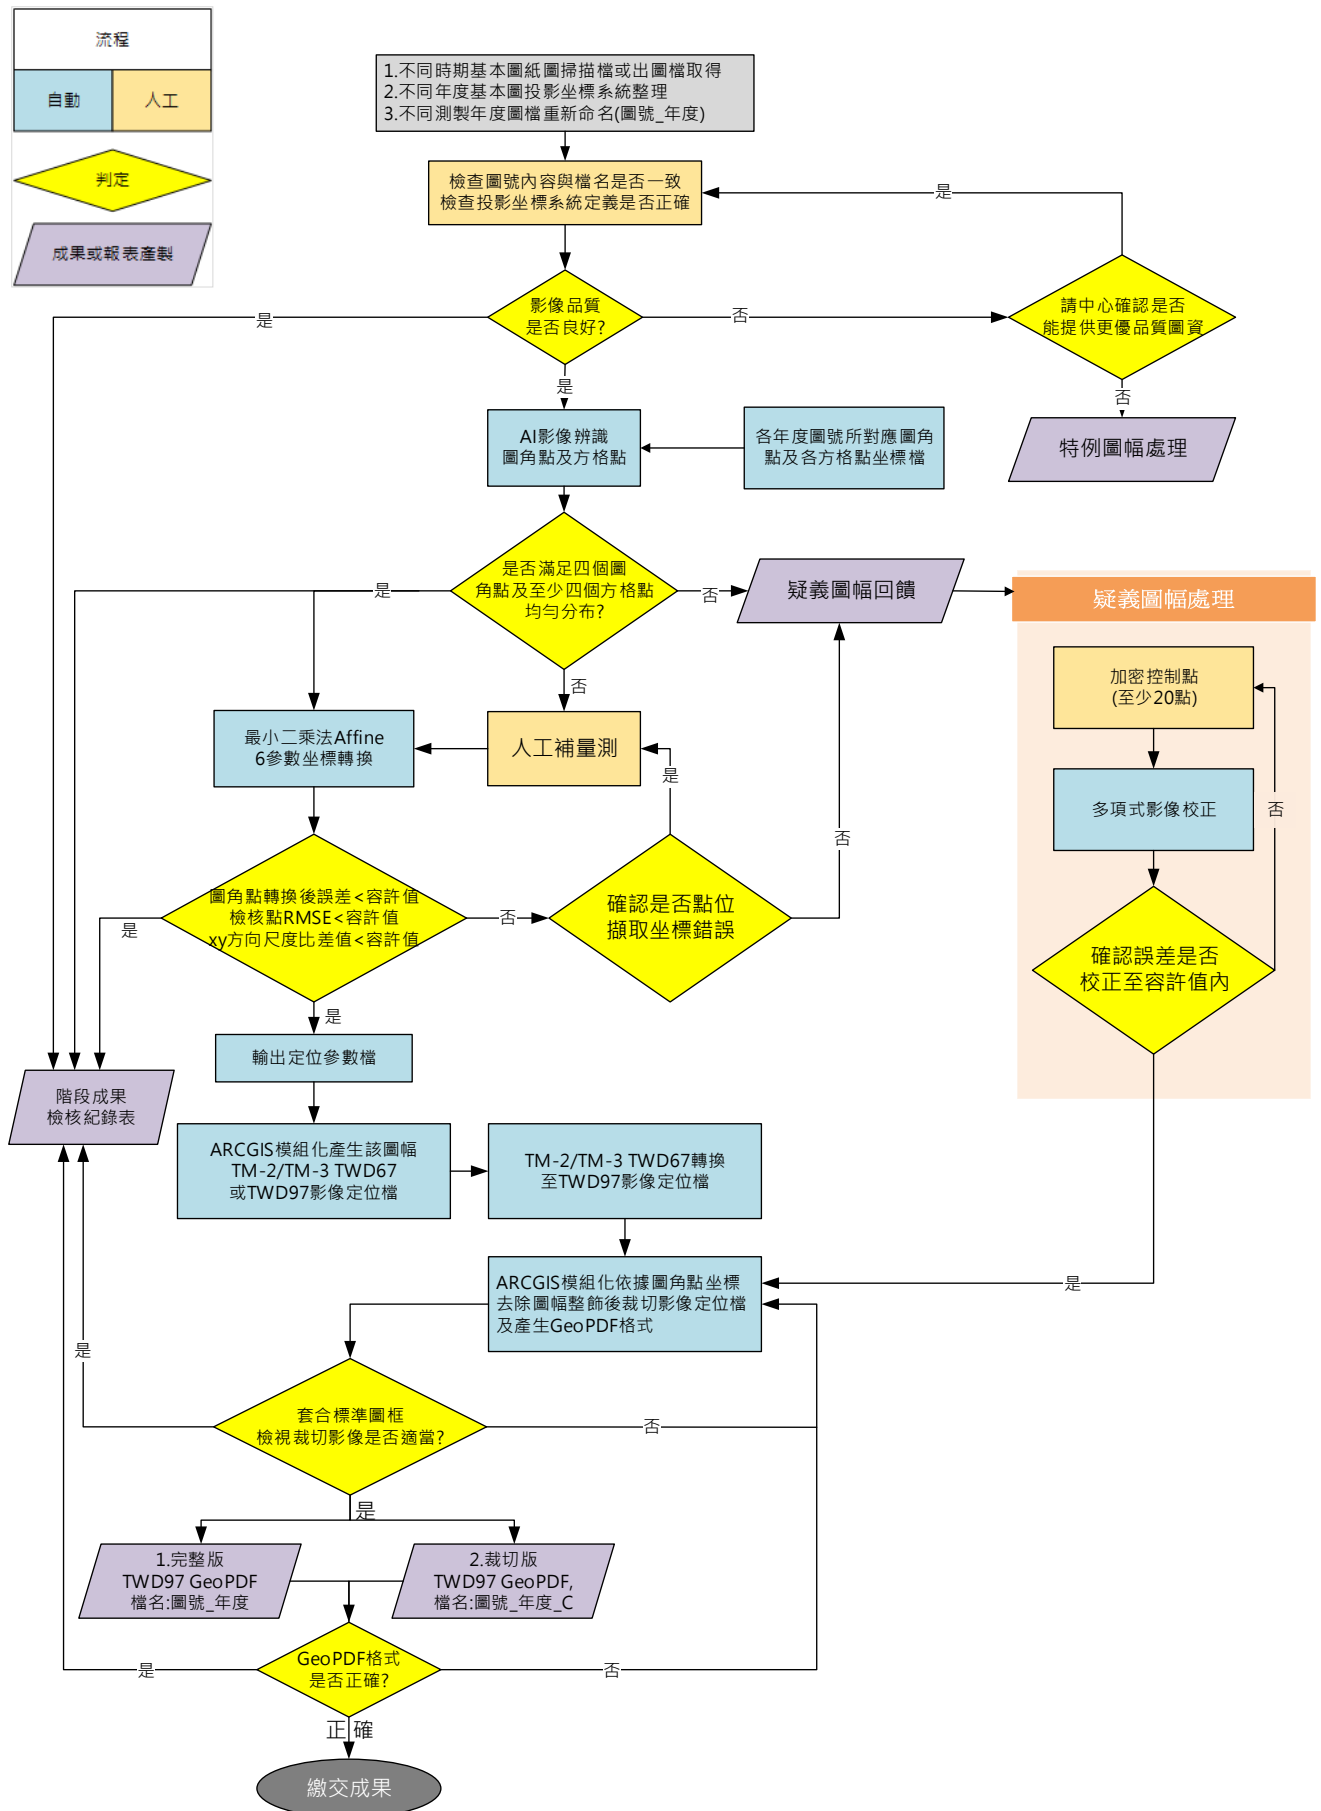 流程
自動
人工
判定
成果或報表產製
1.不同時期基本圖紙圖掃描檔或出圖檔取得
2.不同年度基本圖投影坐標系統整理
3.不同測製年度圖檔重新命名(圖號_年度)
檢查圖號內容與檔名是否一致
檢查投影坐標系統定義是否正確
是
影像品質
是否良好?
是
否
請中心確認是否
能提供更優品質圖資
是
否
AI影像辨識
圖角點及方格點
各年度圖號所對應圖角
點及各方格點坐標檔
特例圖幅處理
是否滿足四個圖
角點及至少四個方格點
均勻分布?
是
否
疑義圖幅回饋
疑義圖幅處理
否
加密控制點
(至少20點)
最小二乘法Affine
6參數坐標轉換
人工補量測
是
多項式影像校正
否
否
圖角點轉換後誤差<容許值
檢核點RMSE<容許值
xy方向尺度比差值<容許值
是
否
確認是否點位
擷取坐標錯誤
確認誤差是否
校正至容許值內
是
輸出定位參數檔
階段成果
檢核紀錄表
ARCGIS模組化產生該圖幅
TM-2/TM-3 TWD67
或TWD97影像定位檔
TM-2/TM-3 TWD67轉換
至TWD97影像定位檔
ARCGIS模組化依據圖角點坐標
去除圖幅整飾後裁切影像定位檔
及產生GeoPDF格式
是
是
套合標準圖框
檢視裁切影像是否適當?
否
是
1.完整版
TWD97 GeoPDF
檔名:圖號_年度
2.裁切版
TWD97 GeoPDF,
檔名:圖號_年度_C
GeoPDF格式
是否正確?
是
否
正確
繳交成果